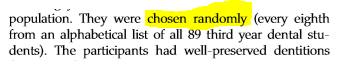 population. They were chosen randomly (every eighth
from an alphabetical list of all 89 third year dental stu-
dents). The participants had well-preserved dentitions